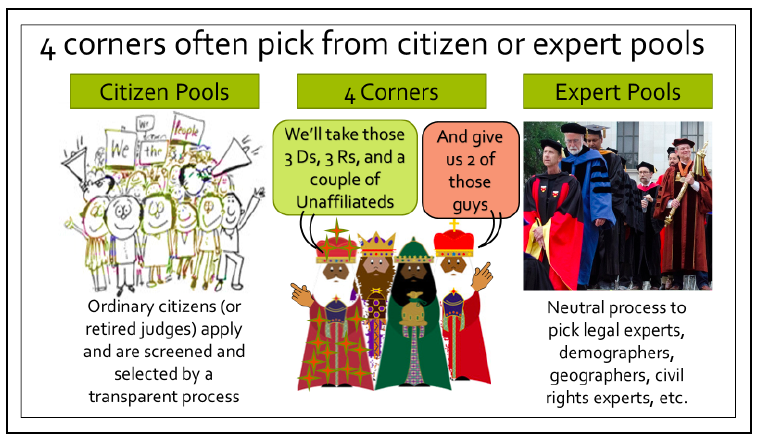 4 corners often pick from citizen or expert pools
Citizen Pools
We
the
People
We
the
Ordinary citizens (or
retired judges) apply
and are screened and
selected by a
transparent process
4 Corners
We'll take those
3 Ds, 3 Rs, and a
couple of
Unaffiliateds
And give
us 2 of
those
guys
Expert Pools
Neutral process to
pick legal experts,
demographers,
geographers, civil
rights experts, etc.